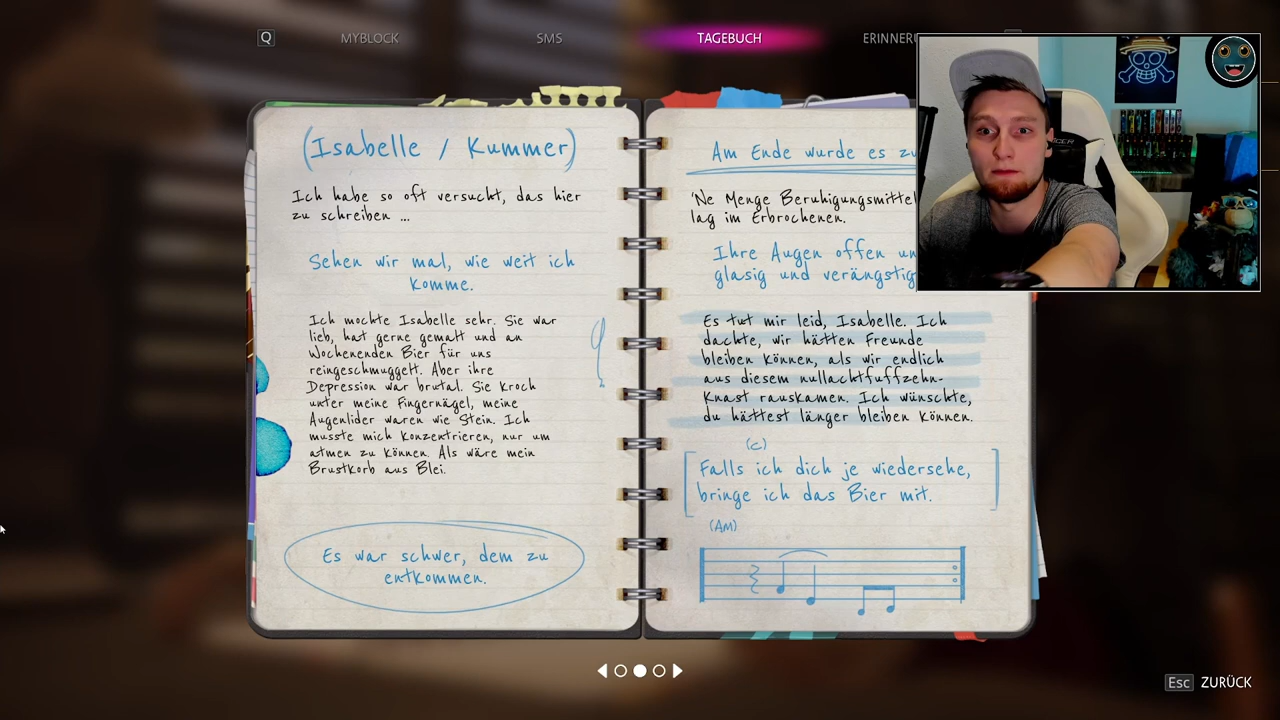 Q
MYBLOCK
SMS
TAGEBUCH
(Isabelle / Kummer)
Ich habe so oft versucht, das hier
zu schreiben ...
Sehen wir mal, wie weit ich
komme.
Ich mochte Isabelle sehr. Sie war
lieb, hat gerne gemalt und an
Wochenenden Bier für uns
reingeschmuggelt. Aber ihre
Depression war brutal. Sie kroch
unter meine Fingernägel, meine
Augenlider waren wie Stein. Ich
musste mich konzentrieren, nur um
atmen zu können. Als wäre mein
Brustkorb aus Blei.
Es war schwer, dem zu
entkommen.
Am Ende wurde es
'Ne Menge Beruhigungsmittel
lag im Erbrochenen.
Ihre Augen offen
glasig und
Es tut mir leid, Isabelle. Ich
dachte, wir hätten Freunde
bleiben können, als wir endlich
aus diesem nullachtfuffzehn-
Knast rauskamen. Ich wünschte,
du hättest länger bleiben können.
(C)
Falls ich dich je wiedersehe,
bringe ich das Bier mit.
(Am)
Esc ZURÜCK